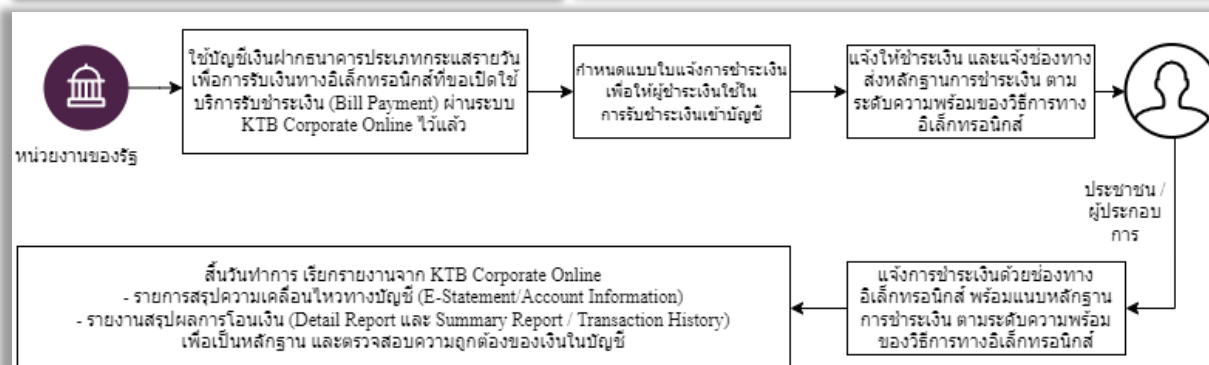 หน่วยงานของรัฐ
ใช้บัญชีเงินฝากธนาคารประเภทกระแสรายวัน
เพื่อการรับเงินทางอิเล็กทรอนิกส์ที่ขอเปิดใช้
บริการรับชำระเงิน (Bill Payment) ผ่านระบบ
KTB Corporate Online ไว้แล้ว
กำหนดแบบใบแจ้งการชำระเงิน
เพื่อให้ผู้ชำระเงินใช้ใน
การรับชำระเงินเข้าบัญชี
แจ้งให้ชำระเงิน และแจ้งช่องทาง
ส่งหลักฐานการชำระเงิน ตาม
ระดับความพร้อมของวิธีการทาง
อิเล็กทรอนิกส์
ประชาชน /
ผู้ประกอบ
การ
แจ้งการชำระเงินด้วยช่องทาง
อิเล็กทรอนิกส์ พร้อมแนบหลักฐาน
การชำระเงิน ตามระดับความพร้อม
ของวิธีการทางอิเล็กทรอนิกส์
สิ้นวันทำการ เรียกรายงานจาก KTB Corporate Online
- รายการสรุปความเคลื่อนไหวทางบัญชี (E-Statement/Account Information)
- รายงานสรุปผลการโอนเงิน (Detail Report และ Summary Report / Transaction History)
เพื่อเป็นหลักฐาน และตรวจสอบความถูกต้องของเงินในบัญชี